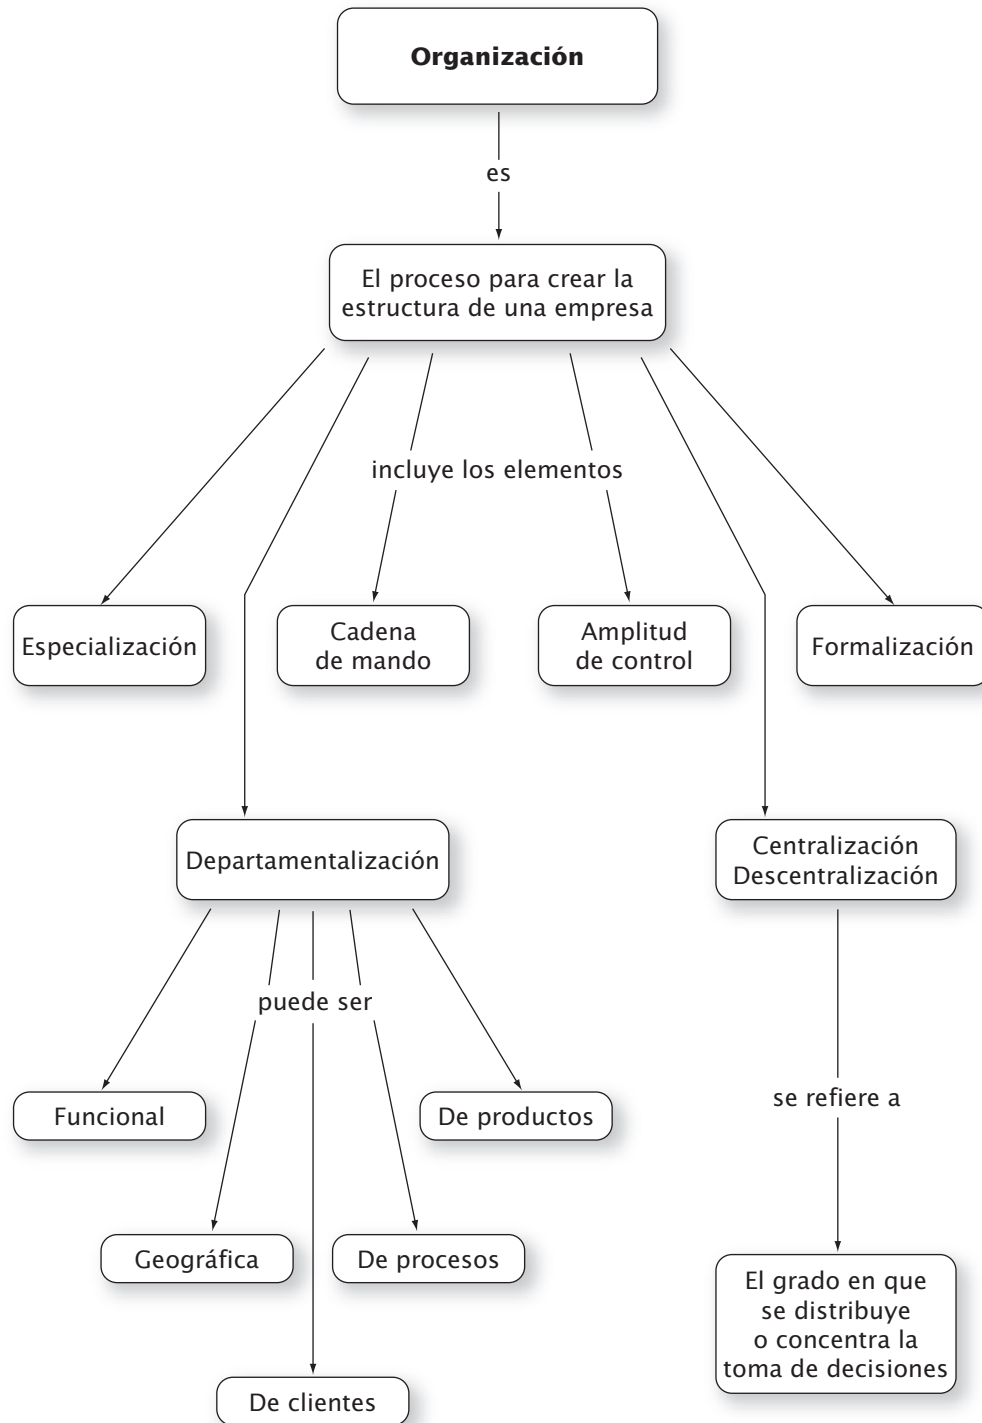 Organización
es
El proceso para crear la
estructura de una empresa
incluye los elementos
Especialización
Cadena
de mando
Amplitud
de control
Formalización
Departamentalización
Centralización
Descentralización
puede ser
Funcional
De productos
se refiere a
Geográfica
De procesos
El grado en que
se distribuye
o concentra la
toma de decisiones
De clientes